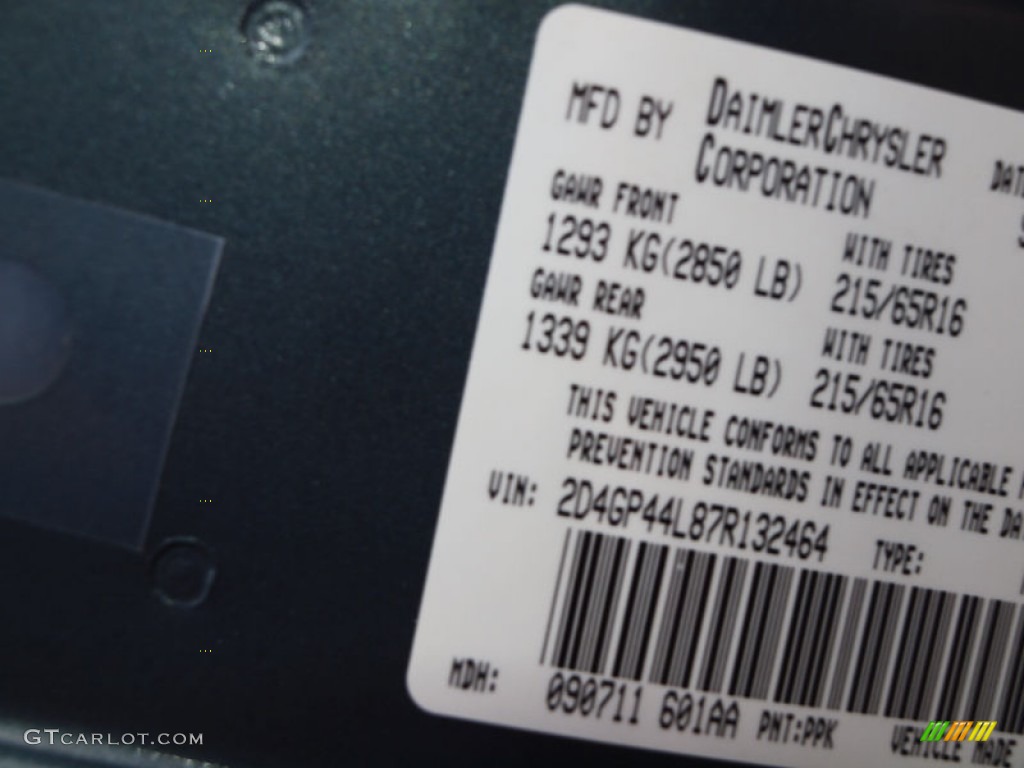 MFD BY DAIMLERCHRYSLER
CORPORATION
GAWR FRONT
WITH TIRES
1293 KG(2850 LB) 215/65R16
GAWR REAR
WITH TIRES
1339 KG(2950 LB) 215/65R16
THIS VEHICLE CONFORMS TO ALL APPLICABLE
PREVENTION STANDARDS IN EFFECT ON THE
VIN: 2D4GP44L87R132464 TYPE:
MDH: 090711 601AA PNT:PPK
VEHICLE MADE
GTCARLOT.COM